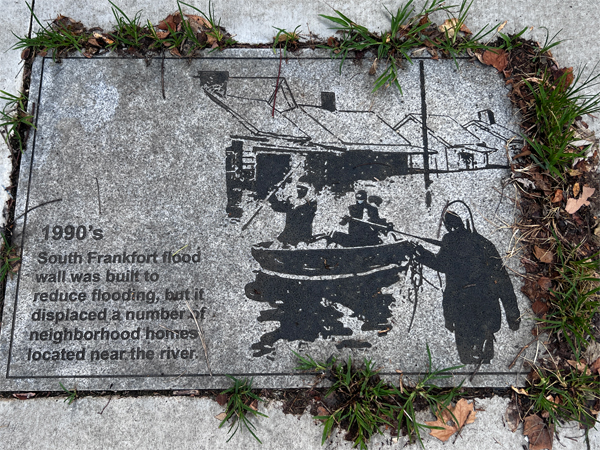 1990's
South Frankfort flood
wall was built to
reduce flooding, but it
displaced a number of
neighborhood homes
located near the river.